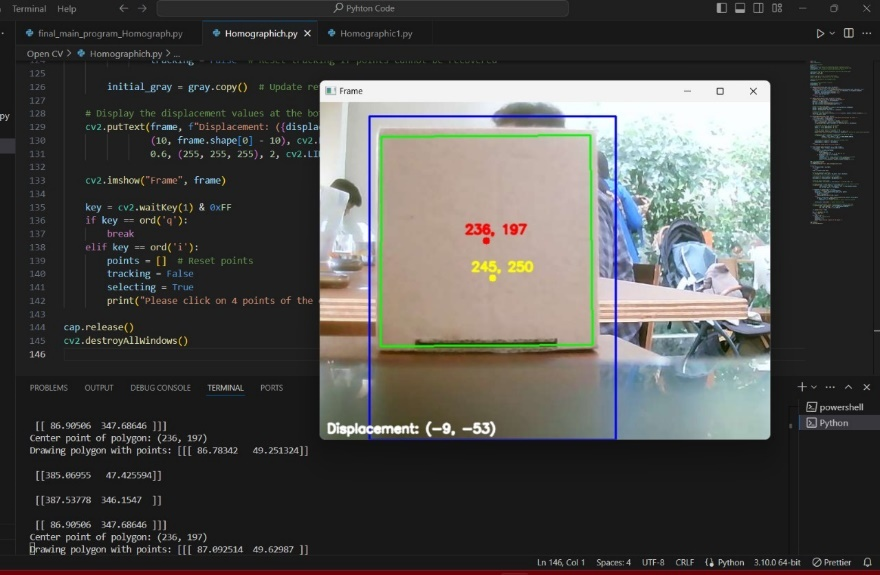 Terminal Help
Pyhton Code
final_main_program_Homograph.py
Homographich.py
Homographic1.py
Open CV > Homographich.py > ...
125
126 initial_gray = gray.copy() # Update re
127
128 # Display the displacement values at the bo
129 cv2.putText(frame, f"Displacement: ({displa
130 (10, frame.shape[0] - 10), cv2.
131 0.6, (255, 255, 255), 2, cv2.LI
132
133 cv2.imshow("Frame", frame)
134
135 key = cv2.waitKey(1) & 0xFF
136 if key == ord('q'):
137 break
138 elif key == ord('i'):
139 points = [] # Reset points
140 tracking = False
141 selecting = True
142 print("Please click on 4 points of the
143
144 cap.release()
145 cv2.destroyAllWindows()
146
py
Frame
236, 197
245, 250
Displacement: (-9, -53)
PROBLEMS OUTPUT DEBUG CONSOLE TERMINAL PORTS
powershell
Python
[[ 86.90506 347.68646 ]]]
Center point of polygon: (236, 197)
Drawing polygon with points: [[[ 86.78342 49.251324]]
[[385.06955 47.425594]]
[[387.53778 346.1547 ]]
[[ 86.90506 347.68646 ]]]
Center point of polygon: (236, 197)
Drawing polygon with points: [[[ 87.092514 49.62987 ]]
Ln 146, Col 1 Spaces: 4 UTF-8 CRLF Python 3.10.0 64-bit Prettier